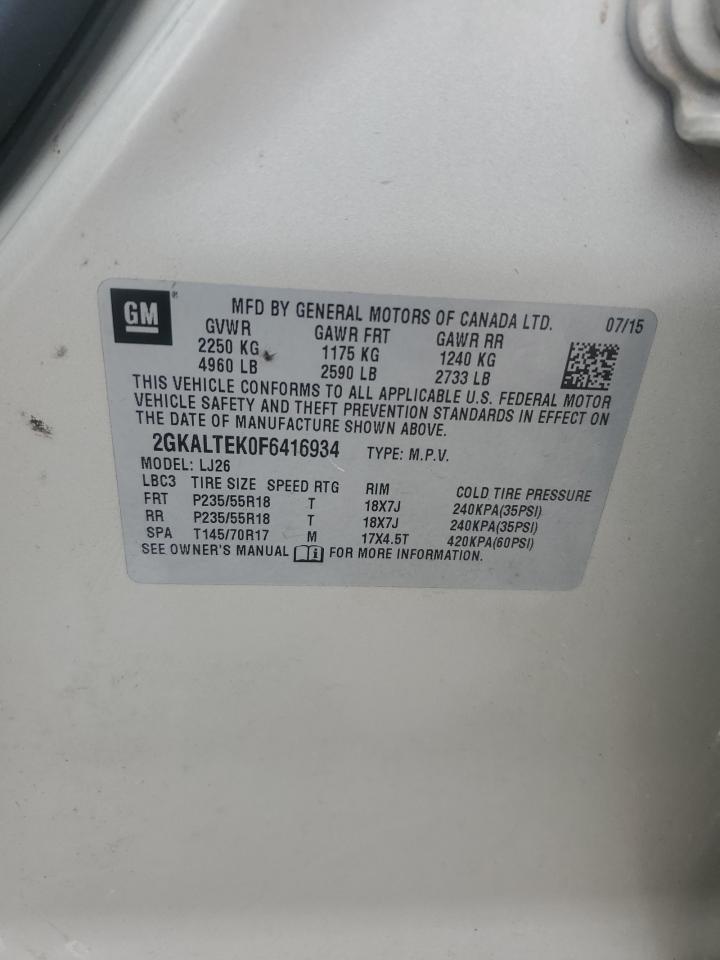 GM®
MFD BY GENERAL MOTORS OF CANADA LTD. 07/15
GVWR GAWR FRT GAWR RR
2250 KG 1175 KG 1240 KG
4960 LB 2590 LB 2733 LB
THIS VEHICLE CONFORMS TO ALL APPLICABLE U.S. FEDERAL MOTOR
VEHICLE SAFETY AND THEFT PREVENTION STANDARDS IN EFFECT ON
THE DATE OF MANUFACTURE SHOWN ABOVE.
2GKALTEK0F6416934 TYPE: M.P.V.
MODEL: LJ26
LBC3 TIRE SIZE SPEED RTG RIM COLD TIRE PRESSURE
FRT P235/55R18 T 18X7J 240KPA(35PSI)
RR P235/55R18 T 18X7J 240KPA(35PSI)
SPA T145/70R17 M 17X4.5T 420KPA(60PSI)
SEE OWNER'S MANUAL FOR MORE INFORMATION.